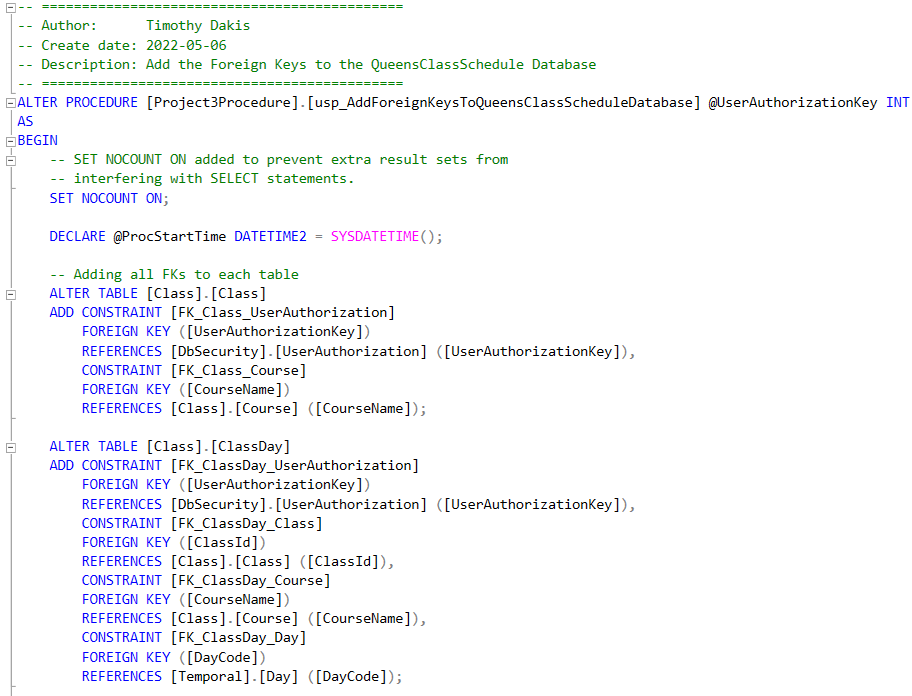 -- =============================================
-- Author:      Timothy Dakis
-- Create date: 2022-05-06
-- Description: Add the Foreign Keys to the QueensClassSchedule Database
-- =============================================
ALTER PROCEDURE [Project3Procedure].[usp_AddForeignKeysToQueensClassScheduleDatabase] @UserAuthorizationKey INT
AS
BEGIN
    -- SET NOCOUNT ON added to prevent extra result sets from
    -- interfering with SELECT statements.
    SET NOCOUNT ON;

    DECLARE @ProcStartTime DATETIME2 = SYSDATETIME();

    -- Adding all FKs to each table
    ALTER TABLE [Class].[Class]
    ADD CONSTRAINT [FK_Class_UserAuthorization]
        FOREIGN KEY ([UserAuthorizationKey])
        REFERENCES [DbSecurity].[UserAuthorization] ([UserAuthorizationKey]),
        CONSTRAINT [FK_Class_Course]
        FOREIGN KEY ([CourseName])
        REFERENCES [Class].[Course] ([CourseName]);

    ALTER TABLE [Class].[ClassDay]
    ADD CONSTRAINT [FK_ClassDay_UserAuthorization]
        FOREIGN KEY ([UserAuthorizationKey])
        REFERENCES [DbSecurity].[UserAuthorization] ([UserAuthorizationKey]),
        CONSTRAINT [FK_ClassDay_Class]
        FOREIGN KEY ([ClassId])
        REFERENCES [Class].[Class] ([ClassId]),
        CONSTRAINT [FK_ClassDay_Course]
        FOREIGN KEY ([CourseName])
        REFERENCES [Class].[Course] ([CourseName]),
        CONSTRAINT [FK_ClassDay_Day]
        FOREIGN KEY ([DayCode])
        REFERENCES [Temporal].[Day] ([DayCode]);